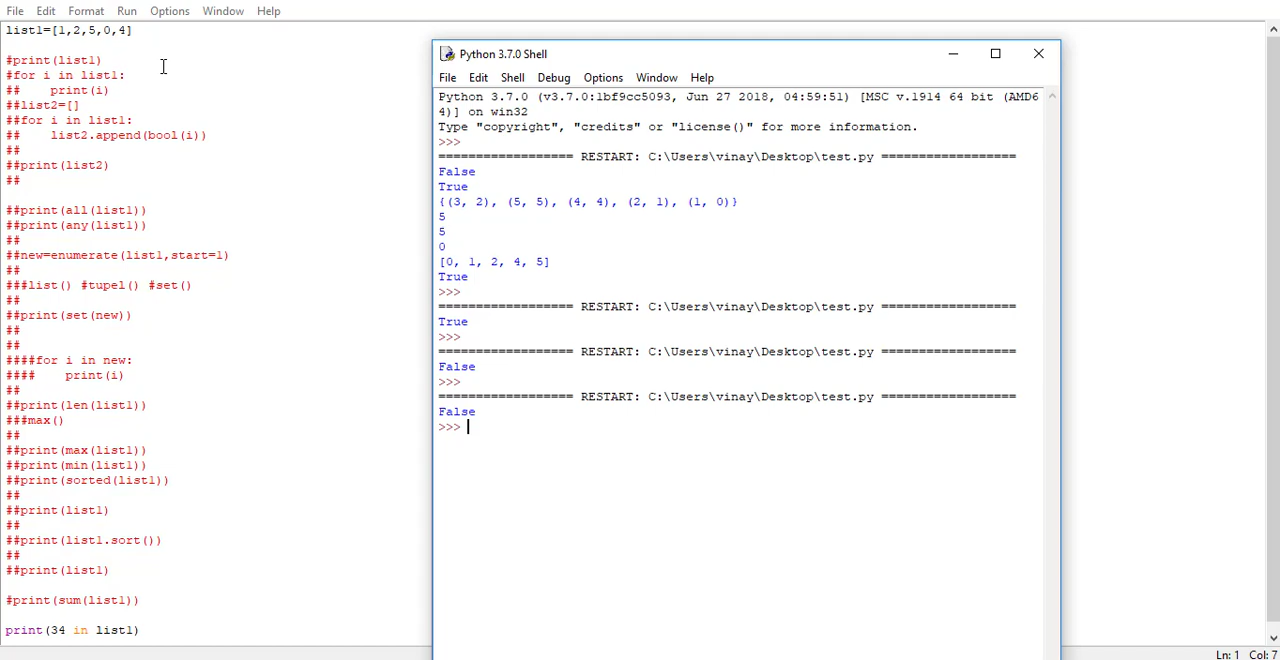 File Edit Format Run Options Window Help
list1=[1,2,5,0,4]
#print(list1)
#for i in list1:
##    print(i)
##list2=[]
##for i in list1:
##    list2.append(bool(i))
##
##print(list2)
##
##print(all(list1))
##print(any(list1))
##
##new=enumerate(list1,start=1)
##
###list() #tupel() #set()
##
##print(set(new))
##
##
####for i in new:
####    print(i)
##
##print(len(list1))
###max()
##
##print(max(list1))
##print(min(list1))
##print(sorted(list1))
##
##print(list1)
##
##print(list1.sort())
##
##print(list1)
#print(sum(list1))
print(34 in list1)
Python 3.7.0 Shell
File Edit Shell Debug Options Window Help
Python 3.7.0 (v3.7.0:1bf9cc5093, Jun 27 2018, 04:59:51) [MSC v.1914 64 bit (AMD6
4)] on win32
Type "copyright", "credits" or "license()" for more information.
>>>
================== RESTART: C:\Users\vinay\Desktop\test.py ==================
False
True
{(3, 2), (5, 5), (4, 4), (2, 1), (1, 0)}
5
5
0
[0, 1, 2, 4, 5]
True
>>>
================== RESTART: C:\Users\vinay\Desktop\test.py ==================
True
>>>
================== RESTART: C:\Users\vinay\Desktop\test.py ==================
False
>>>
================== RESTART: C:\Users\vinay\Desktop\test.py ==================
False
>>>
Ln: 1 Col: 7